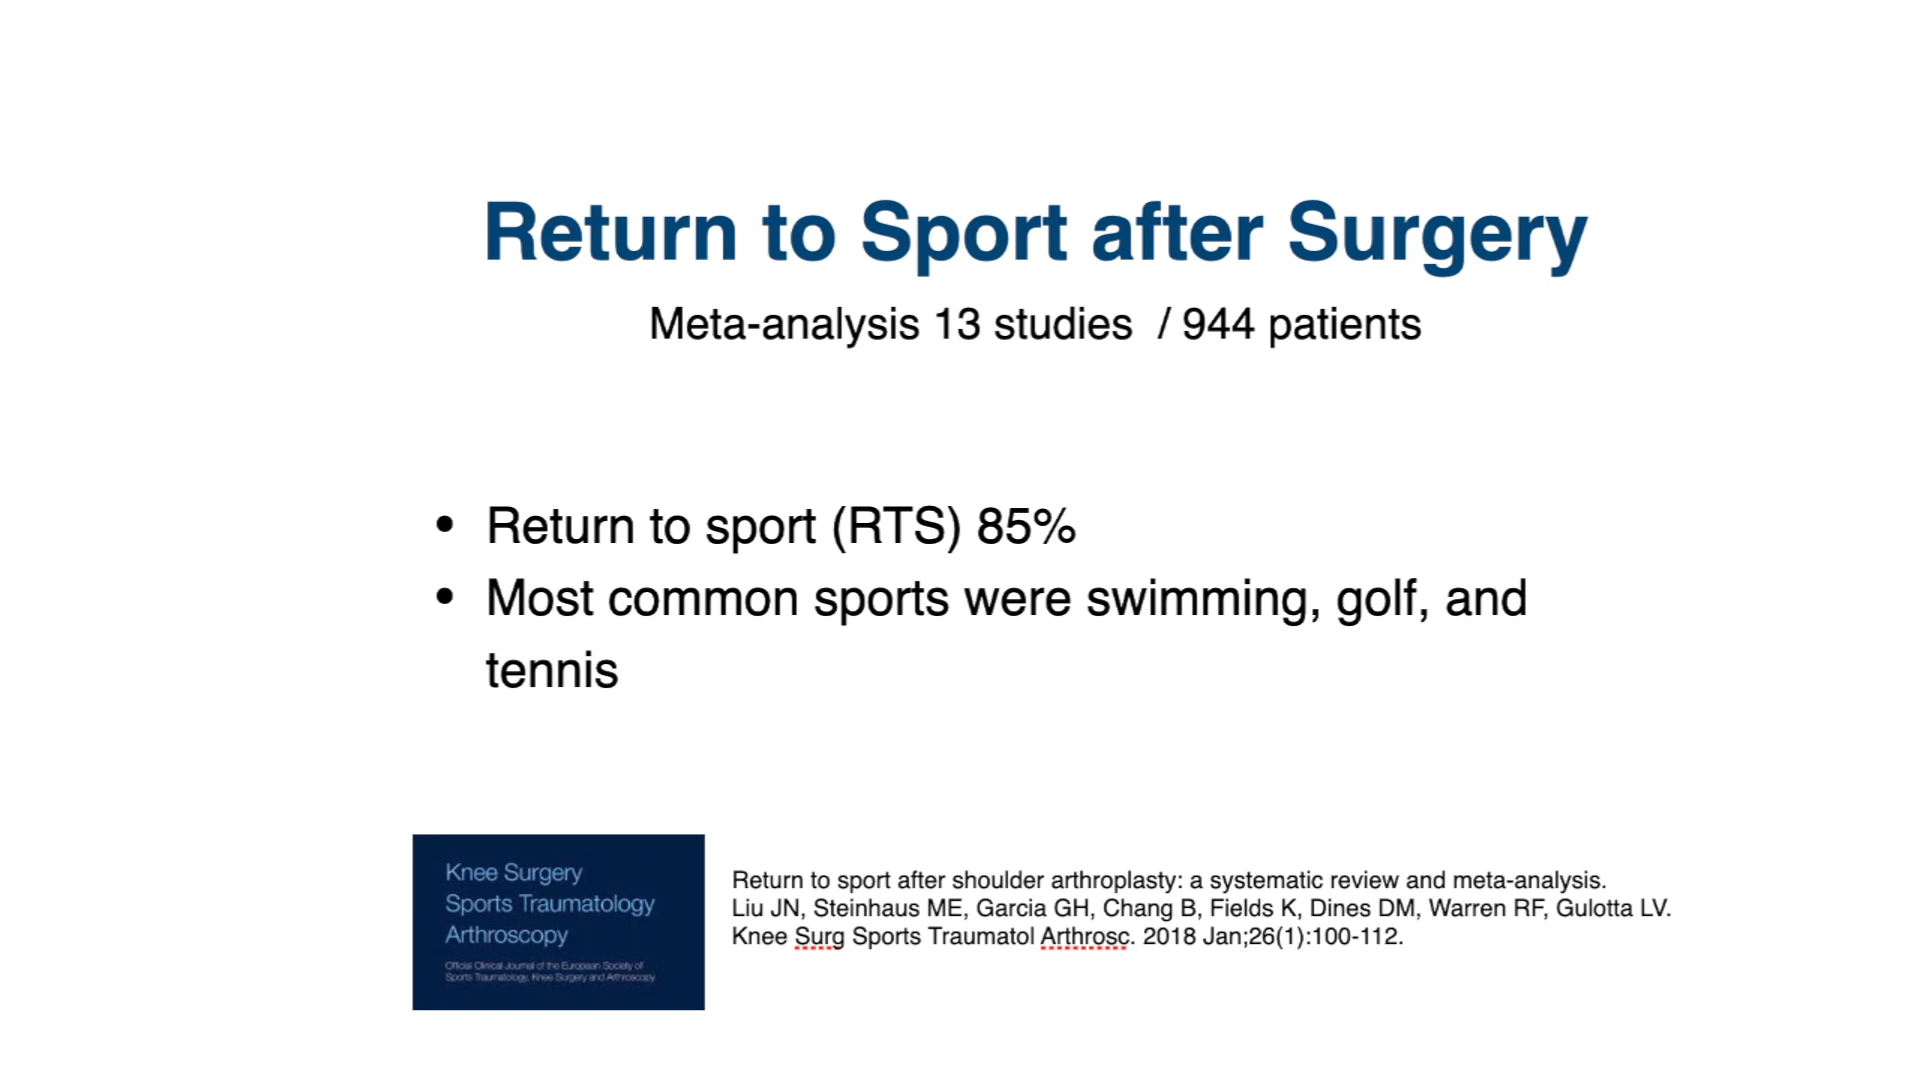 Return to Sport after Surgery
Meta-analysis 13 studies  / 944 patients
• Return to sport (RTS) 85%
• Most common sports were swimming, golf, and
tennis
Knee Surgery
Sports Traumatology
Arthroscopy
Official Clinical Journal of the European Society of
Sports Traumatology, Knee Surgery and Arthroscopy
Return to sport after shoulder arthroplasty: a systematic review and meta-analysis.
Liu JN, Steinhaus ME, Garcia GH, Chang B, Fields K, Dines DM, Warren RF, Gulotta LV.
Knee Surg Sports Traumatol Arthrosc. 2018 Jan;26(1):100-112.